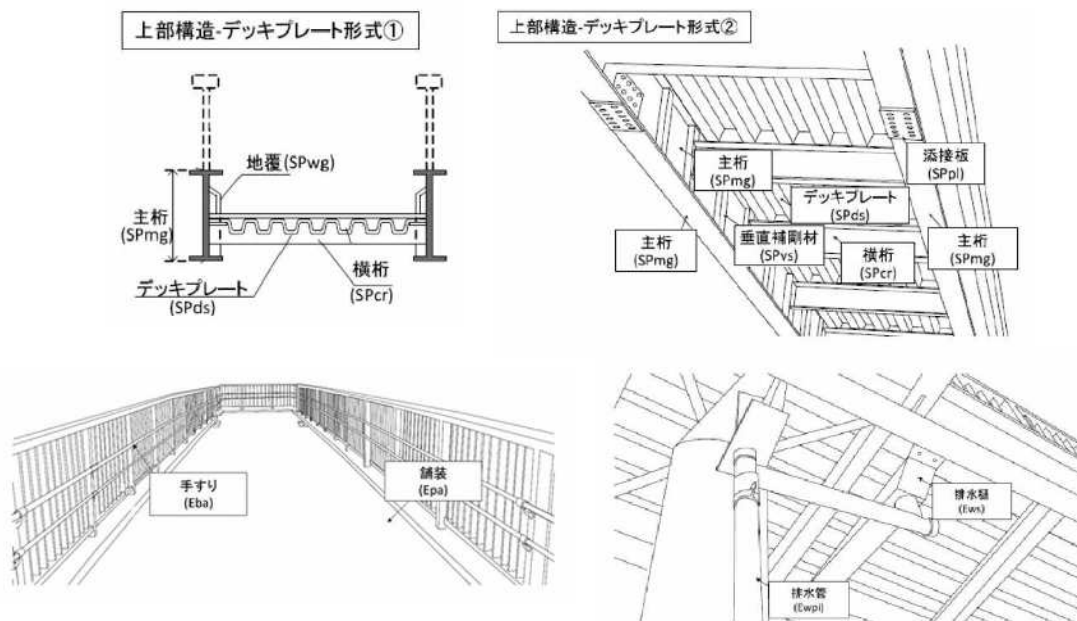 上部構造-デッキプレート形式①
地覆(SPwg)
主桁
(SPmg)
横桁
(SPcr)
デッキプレート
(SPds)
上部構造-デッキプレート形式②
主桁
(SPmg)
添接板
(SPpl)
デッキプレート
(SPds)
主桁
(SPmg)
垂直補剛材
(SPvs)
横桁
(SPcr)
主桁
(SPmg)
手すり
(Eba)
舗装
(Epa)
排水樋
(Ews)
排水管
(Ewpi)